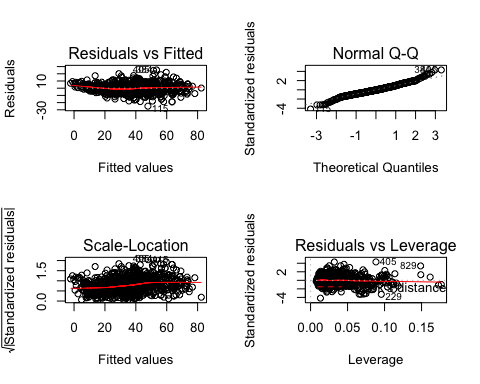 Residuals vs Fitted
Residuals
-30
10
115
0 20 40 60 80
Fitted values
Normal Q-Q
Standardized residuals
-4
2
-3 -1 1 2 3
Theoretical Quantiles
Scale-Location
√|Standardized residuals|
0.0
1.5
0 20 40 60 80
Fitted values
Residuals vs Leverage
Standardized residuals
-4
2
405
829
distance
229
0.00 0.05 0.10 0.15
Leverage